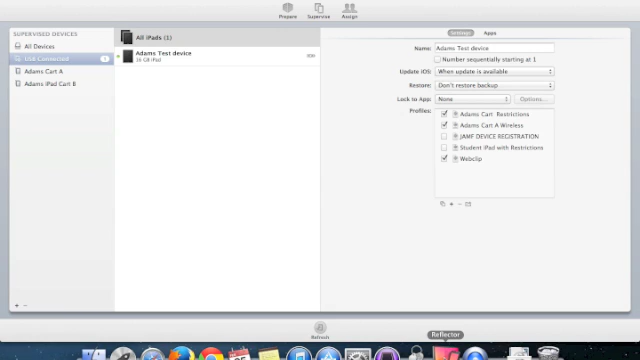 Prepare Supervise Assign
SUPERVISED DEVICES
All iPads (1)
Settings Apps
All Devices
Adams Test device
16 GB iPad
Name: Adams Test device
USB Connected
Number sequentially starting at 1
Adams Cart A
Update iOS: When update is available
Adams iPad Cart B
Restore: Don't restore backup
Lock to App: None Options...
Profiles: Adams Cart Restrictions
Adams Cart A Wireless
JAMF DEVICE REGISTRATION
Student iPad with Restrictions
Webclip
Refresh
Reflector